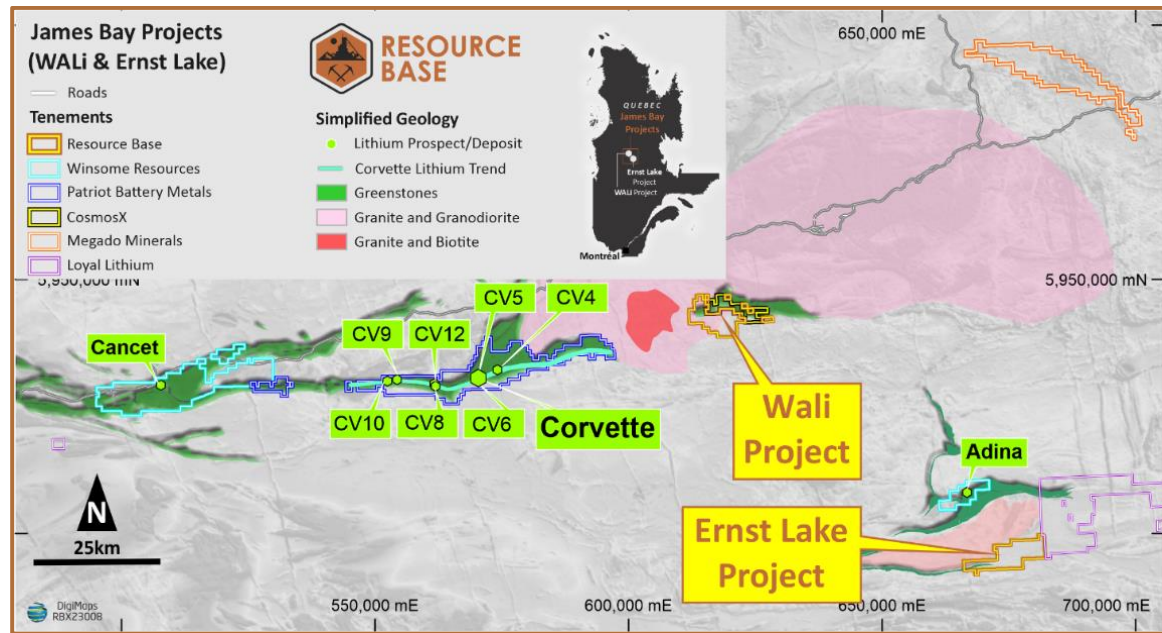 James Bay Projects
(WALi & Ernst Lake)
Roads
Tenements
Resource Base
Winsome Resources
Patriot Battery Metals
CosmosX
Megado Minerals
Loyal Lithium
RESOURCE
BASE
Simplified Geology
Lithium Prospect/Deposit
Corvette Lithium Trend
Greenstones
Granite and Granodiorite
Granite and Biotite
QUEBEC
James Bay
Projects
Ernst Lake
Project
WALi Project
Montréal
650,000 mE
5,950,000 mN
5,950,000 mN
CV5
CV4
CV9
CV12
Cancet
CV10
CV8
CV6
Corvette
Wali
Project
Adina
Ernst Lake
Project
N
25km
DigiMaps
RBX23008
550,000 mE
600,000 mE
650,000 mE
700,000 mE